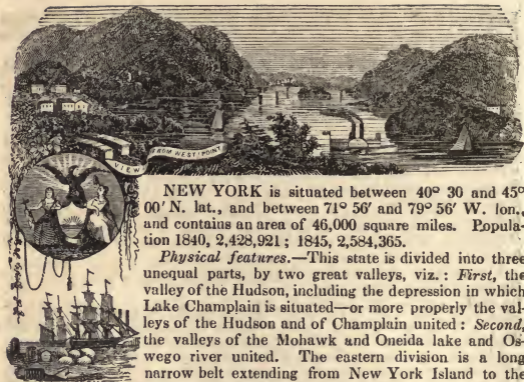 VIEW FROM WEST POINT
NEW YORK is situated between 40° 30 and 45°
00′ N. lat., and between 71° 56′ and 79° 56′ W. lon.,
and contains an area of 46,000 square miles. Popula-
tion 1840, 2,428,921; 1845, 2,584,365.
Physical features.—This state is divided into three
unequal parts, by two great valleys, viz.: First, the
valley of the Hudson, including the depression in which
Lake Champlain is situated—or more properly the val-
leys of the Hudson and of Champlain united: Second,
the valleys of the Mohawk and Oneida lake and Os-
wego river united. The eastern division is a long
narrow belt extending from New York Island to the